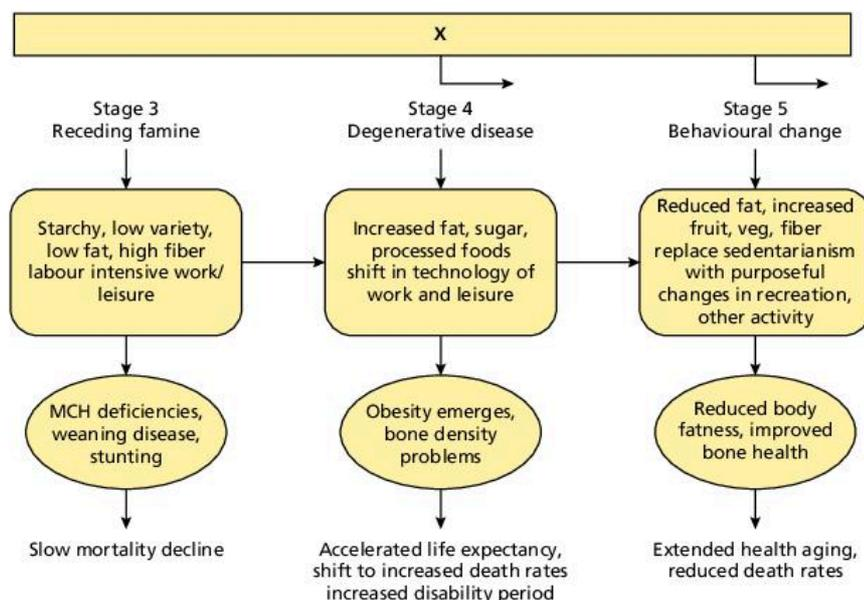 X
Stage 3
Receding famine
Stage 4
Degenerative disease
Stage 5
Behavioural change
Starchy, low variety,
low fat, high fiber
labour intensive work/
leisure
Increased fat, sugar,
processed foods
shift in technology of
work and leisure
Reduced fat, increased
fruit, veg, fiber
replace sedentarianism
with purposeful
changes in recreation,
other activity
MCH deficiencies,
weaning disease,
stunting
Obesity emerges,
bone density
problems
Reduced body
fatness, improved
bone health
Slow mortality decline
Accelerated life expectancy,
shift to increased death rates
increased disability period
Extended health aging,
reduced death rates